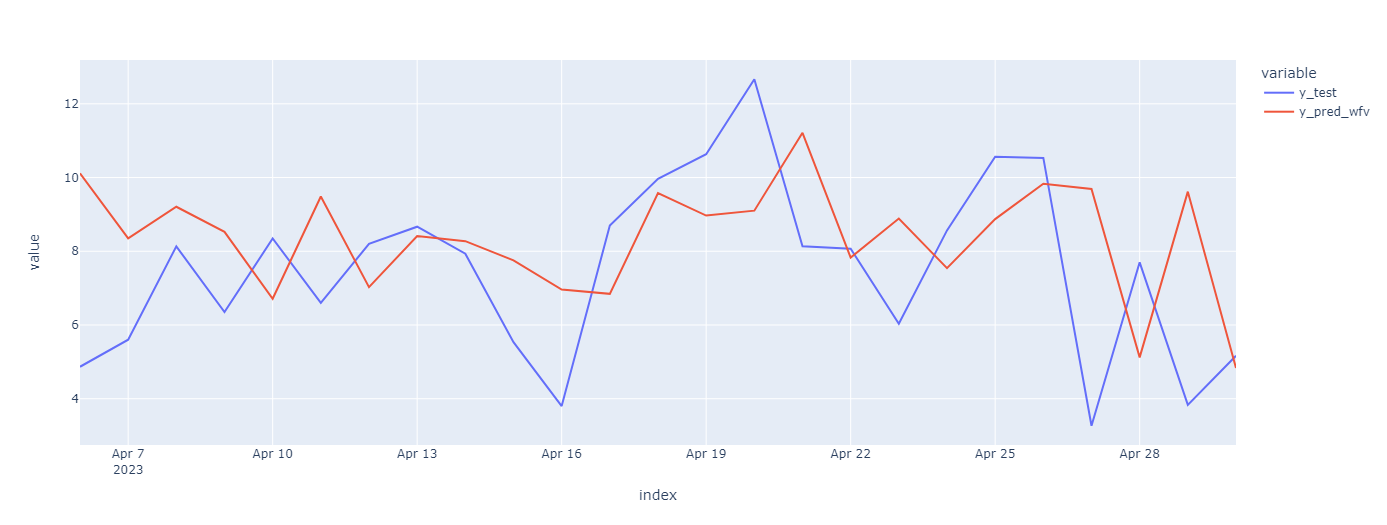 variable
y_test
y_pred_wfv
value
12
10
8
6
4
Apr 7
2023
Apr 10
Apr 13
Apr 16
Apr 19
Apr 22
Apr 25
Apr 28
index